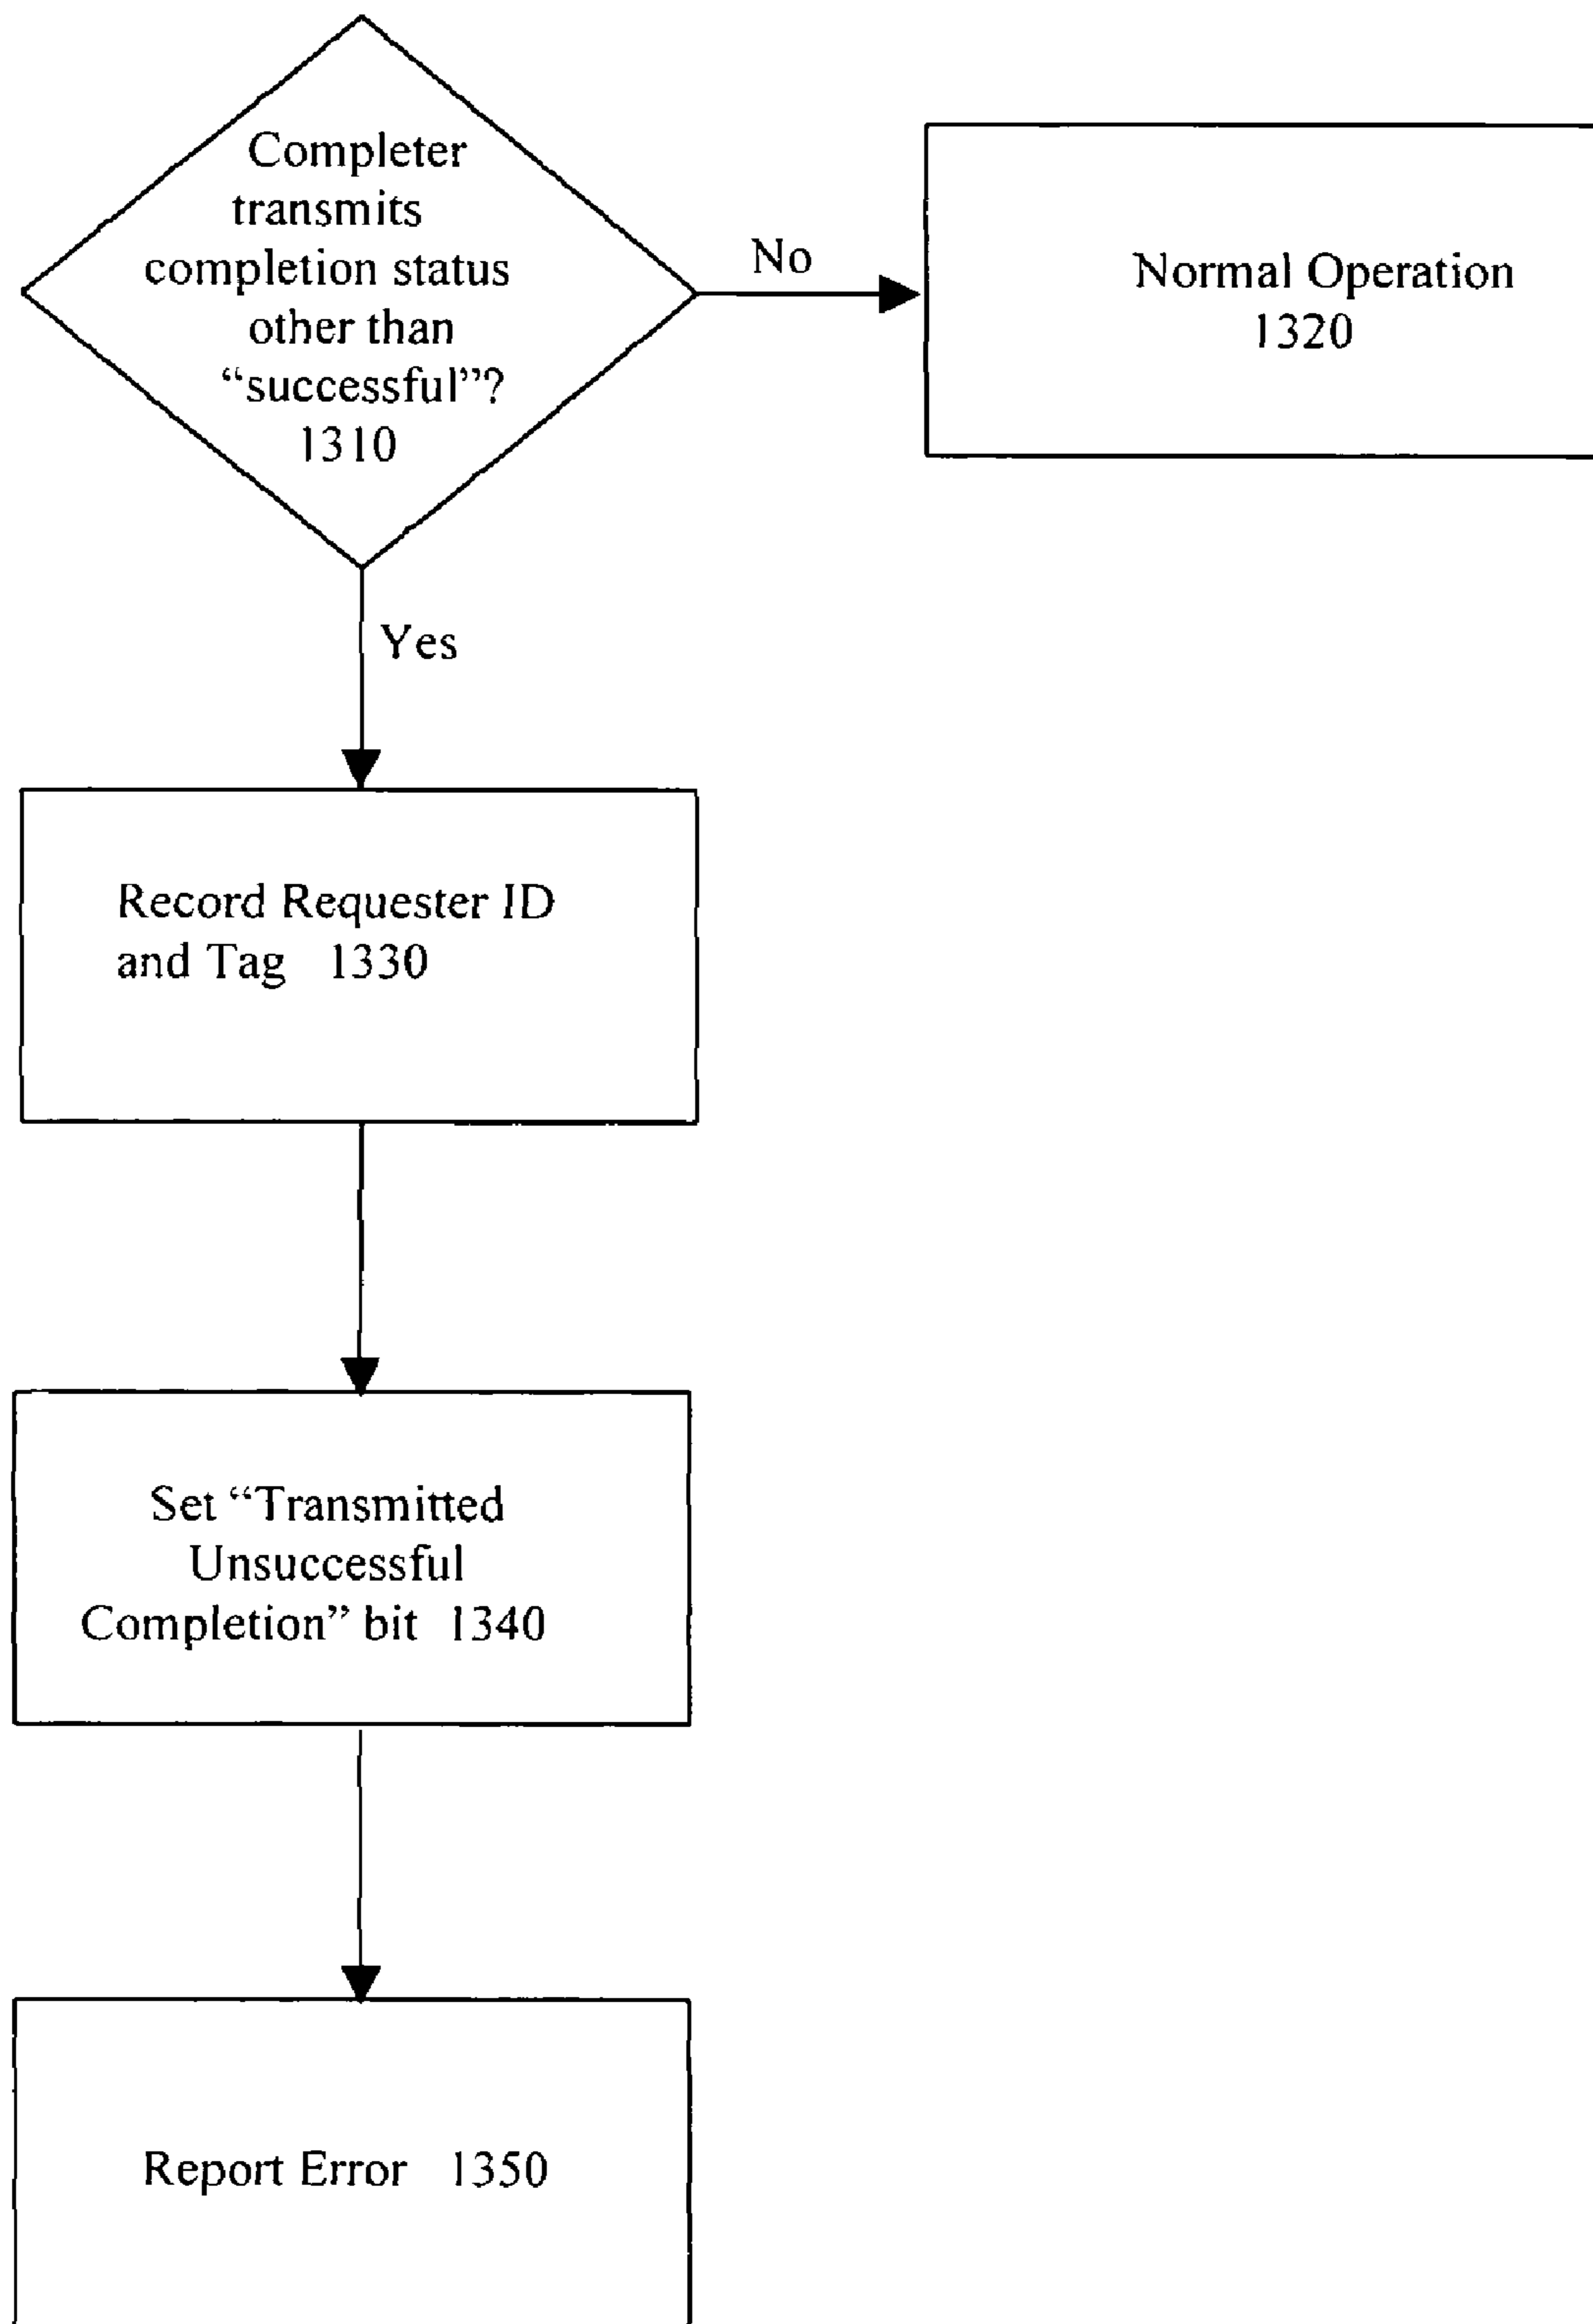 Completer
transmits
completion status
other than
“successful”?
1310
No
Normal Operation
1320
Yes
Record Requester ID
and Tag 1330
Set “Transmitted
Unsuccessful
Completion” bit 1340
Report Error 1350